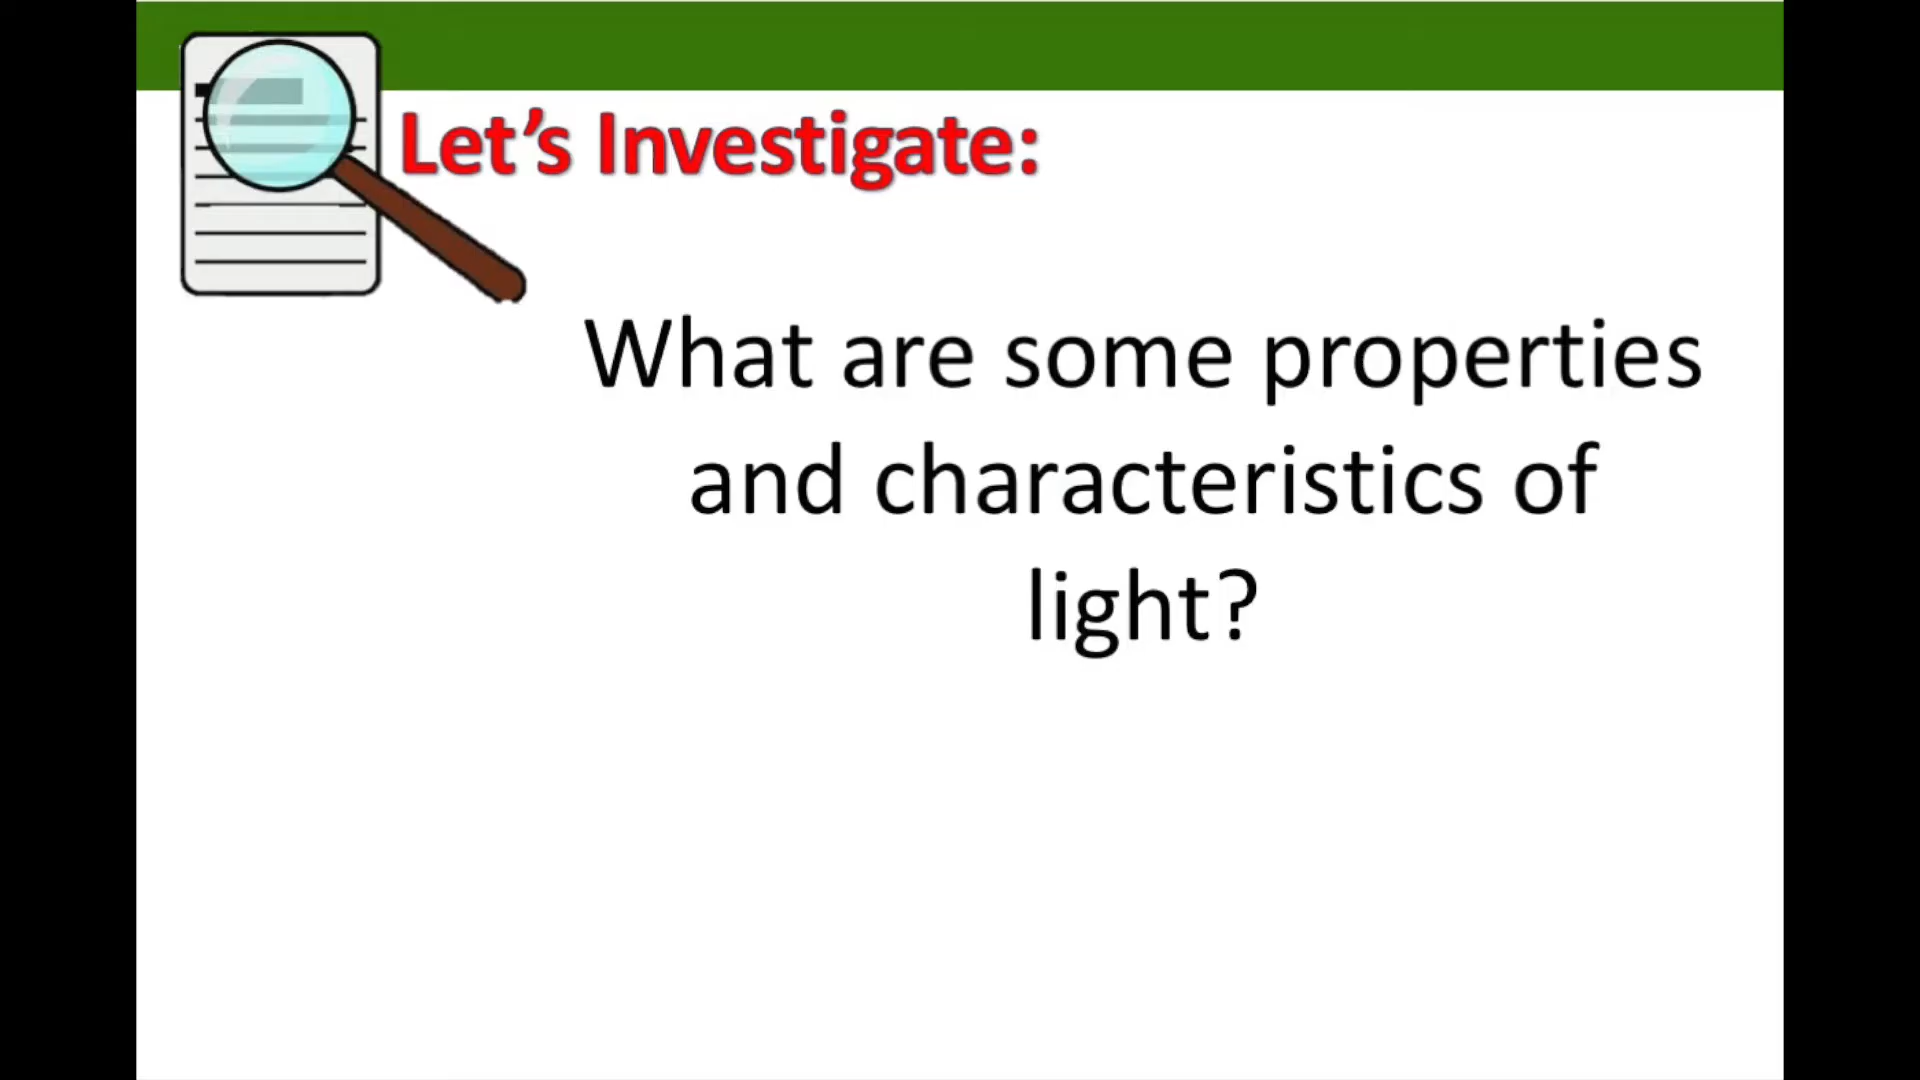 Let’s Investigate:
What are some properties
and characteristics of
light?